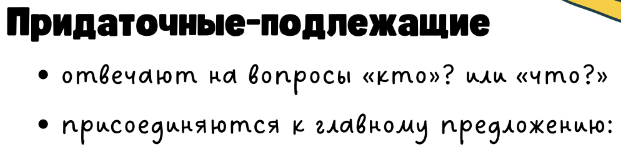 Придаточные-подлежащие
• отвечают на вопросы «кто»? или «что?»
• присоединяются к главному предложению: